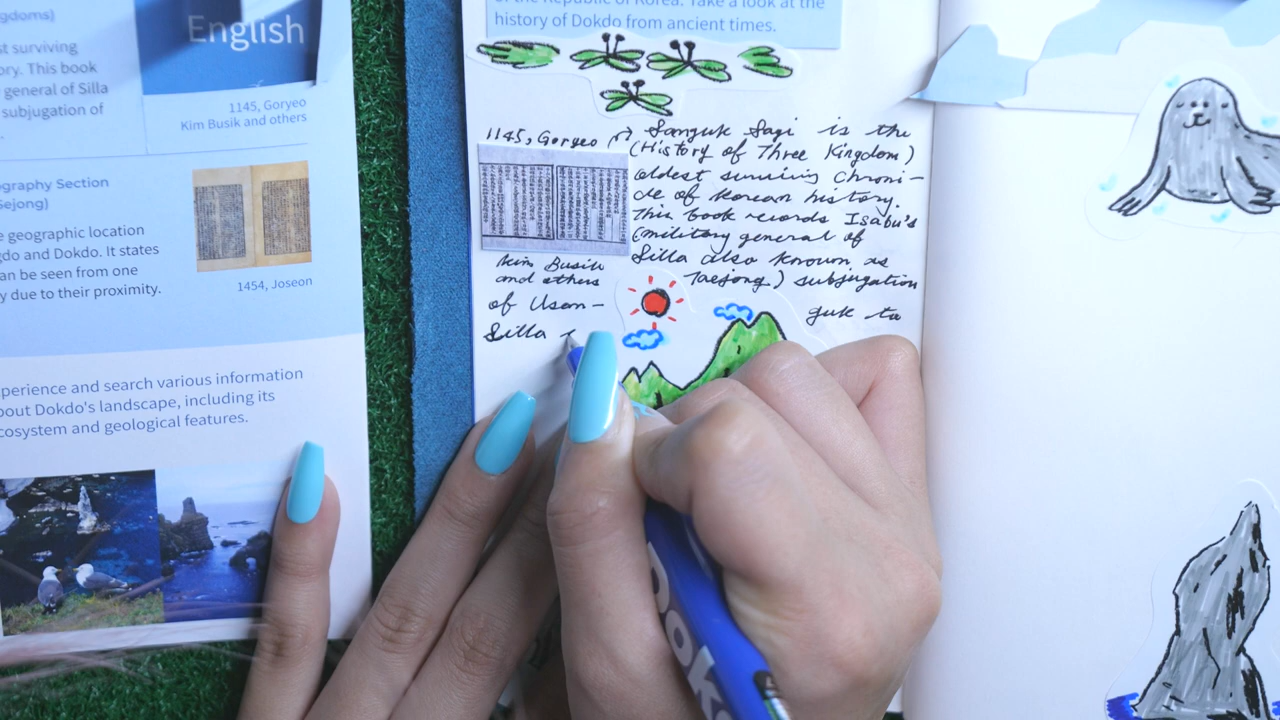 gdoms)
st surviving
ory. This book
general of Silla
subjugation of
English
1145, Goryeo
Kim Busik and others
ography Section
Sejong)
e geographic location
gdo and Dokdo. It states
an be seen from one
y due to their proximity.
1454, Joseon
xperience and search various information
bout Dokdo's landscape, including its
cosystem and geological features.
of the Republic of Korea. Take a look at the
history of Dokdo from ancient times.
1145, Goryeo
Samguk Sagi is the
(History of Three Kingdom)
oldest surviving Chroni-
cle of Korean history.
This book records Isabu's
(military general of
Silla also known as
Taejong) subjugation
Kim Busik
and others
of Usan-
guk to
Silla
Dok